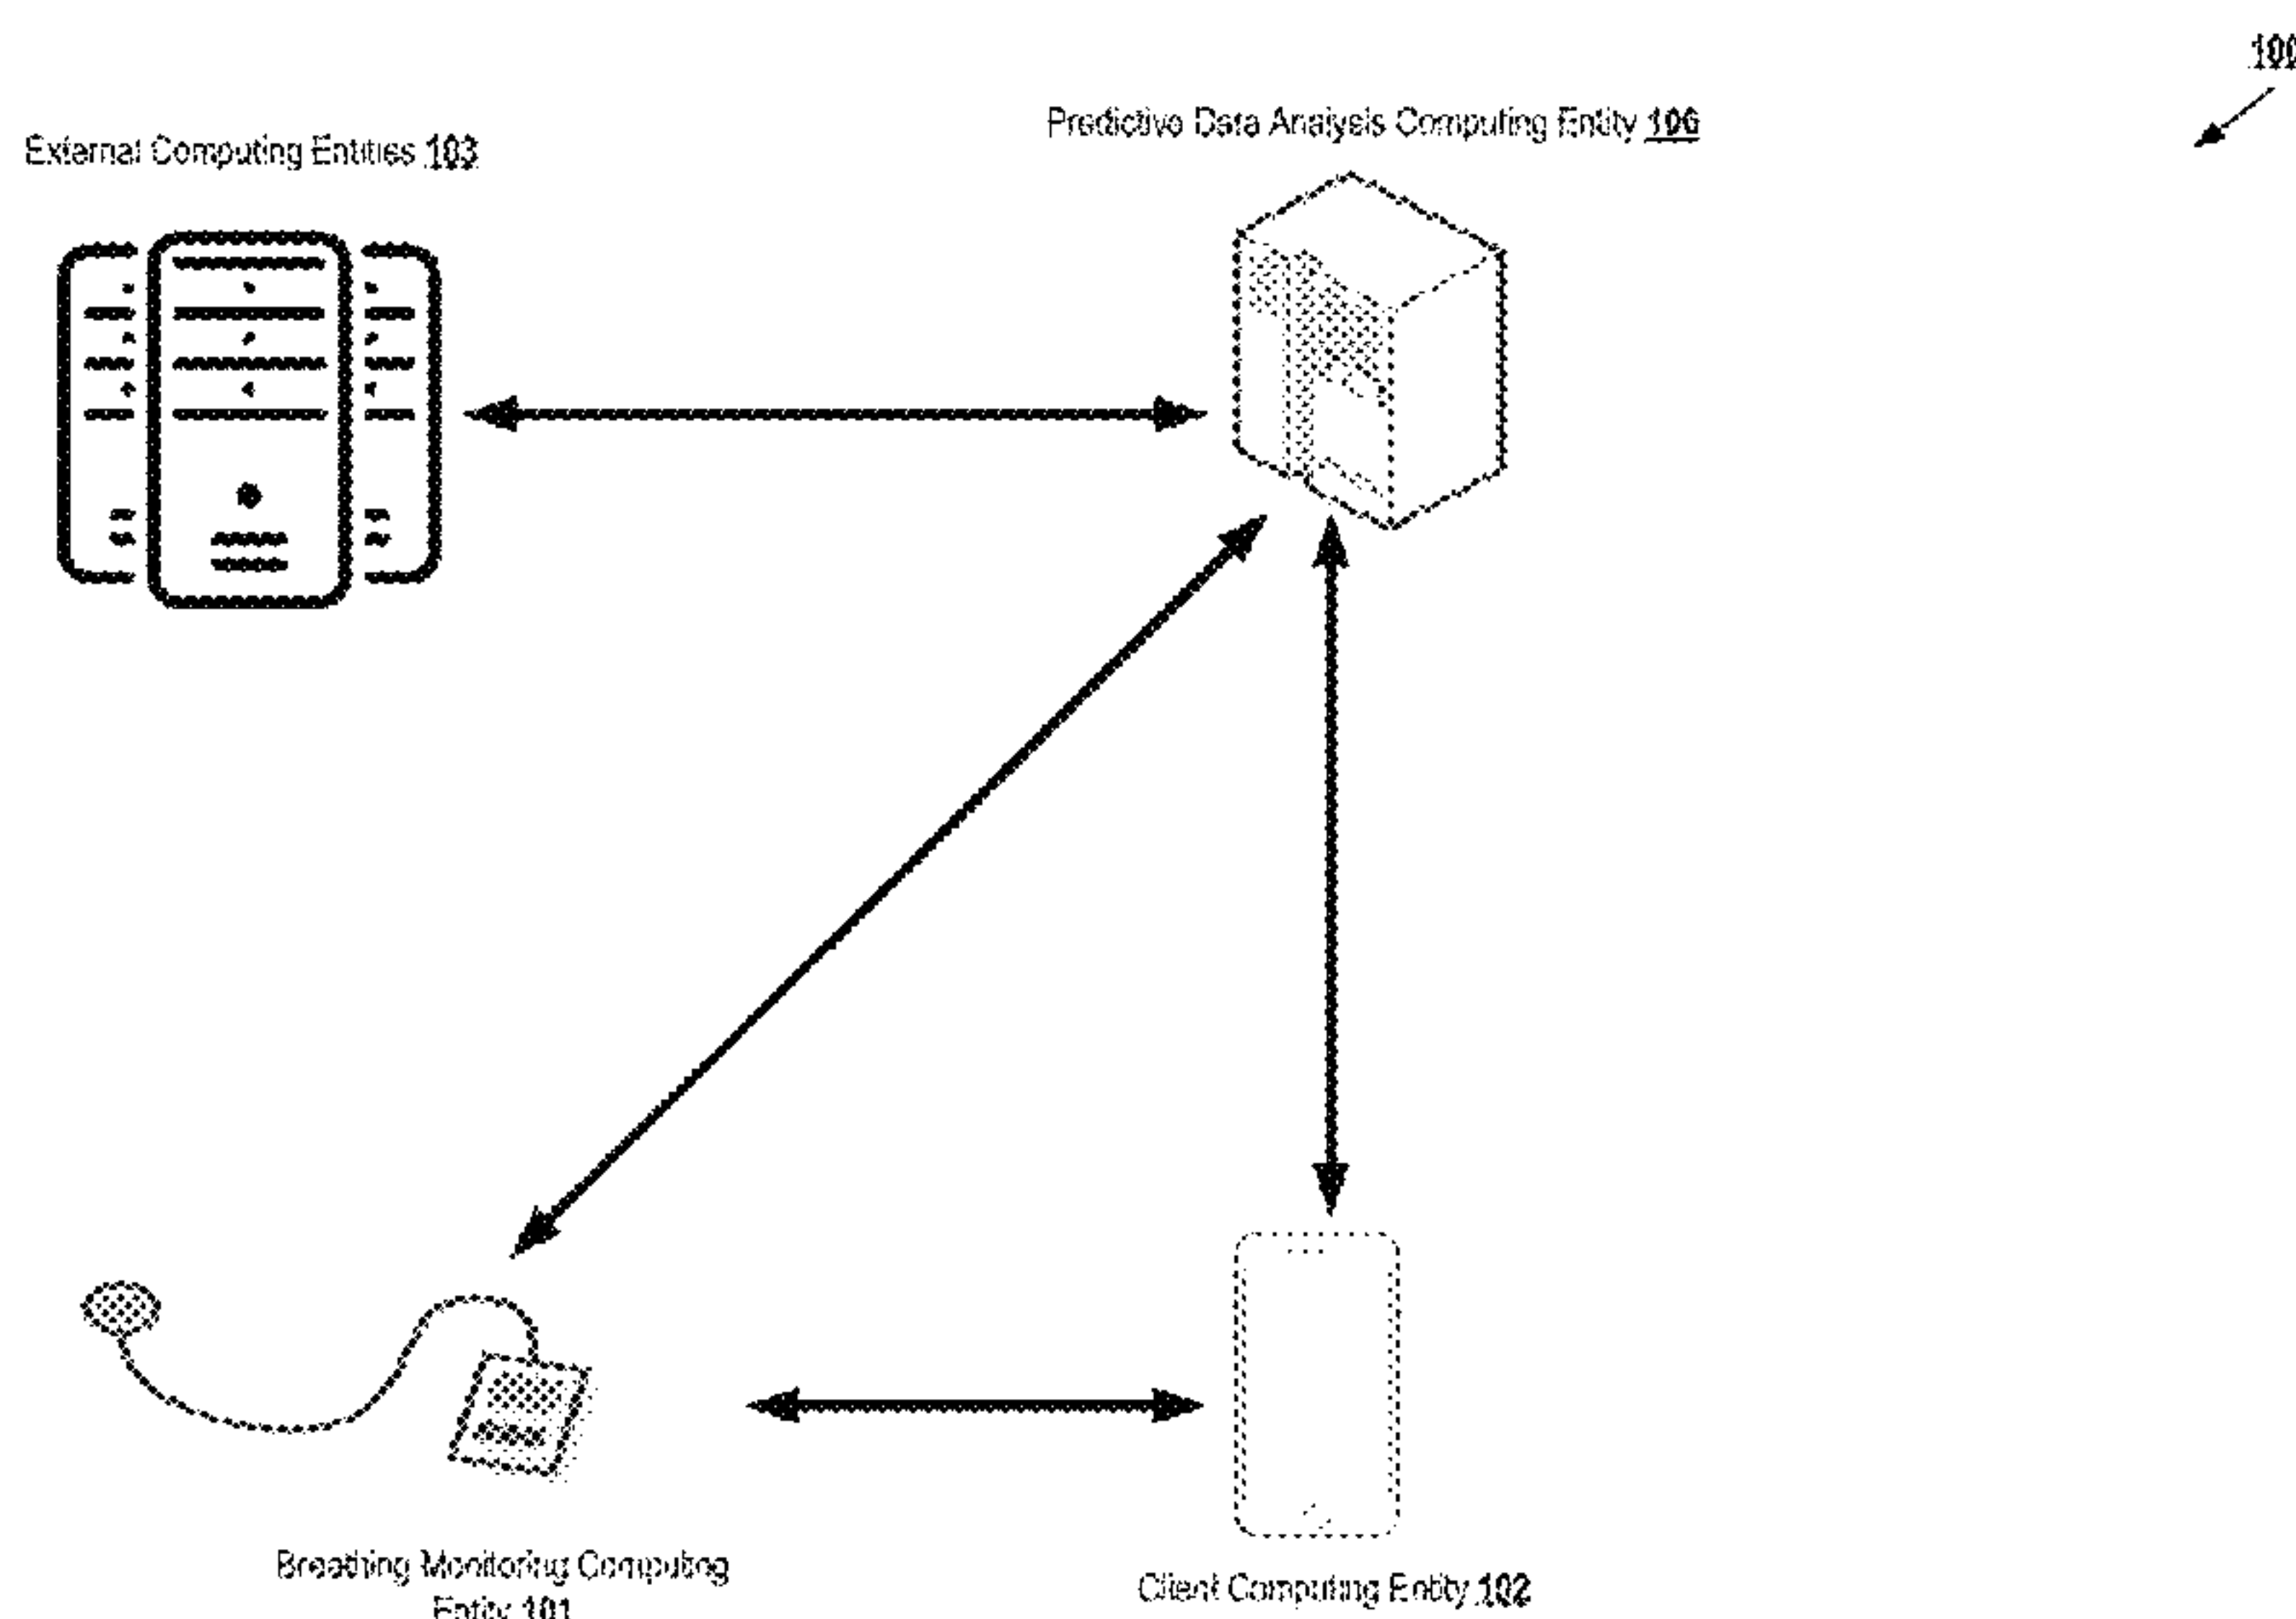 100
Predictive Data Analysis Computing Entity 106
External Computing Entities 103
Breathing Monitoring Computing
Entity 101
Client Computing Entity 102